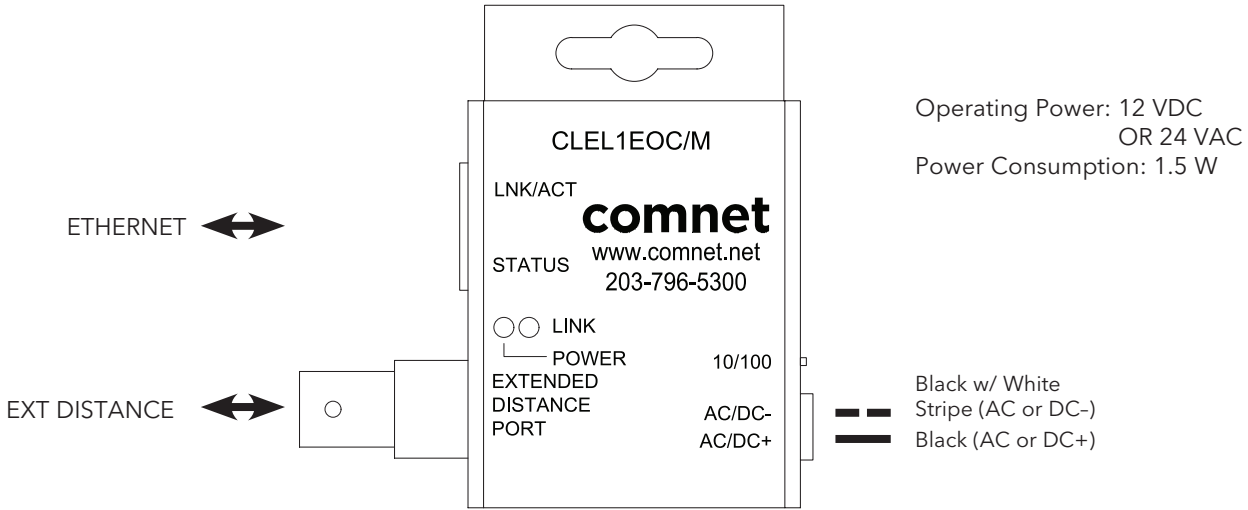 CLEL1EOC/M
LNK/ACT
comnet
www.comnet.net
STATUS
203-796-5300
LINK
POWER
10/100
EXTENDED
DISTANCE
PORT
AC/DC-
AC/DC+
ETHERNET
EXT DISTANCE
Operating Power: 12 VDC
OR 24 VAC
Power Consumption: 1.5 W
Black w/ White
Stripe (AC or DC–)
Black (AC or DC+)